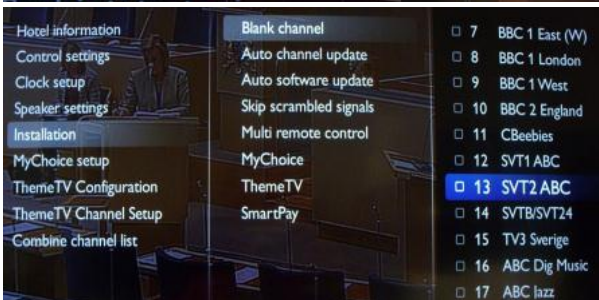 Hotel information
Control settings
Clock setup
Speaker settings
Installation
MyChoice setup
ThemeTV Configuration
ThemeTV Channel Setup
Combine channel list
Blank channel
Auto channel update
Auto software update
Skip scrambled signals
Multi remote control
MyChoice
ThemeTV
SmartPay
7 BBC 1 East (W)
8 BBC 1 London
9 BBC 1 West
10 BBC 2 England
11 CBeebies
12 SVT1 ABC
13 SVT2 ABC
14 SVTB/SVT24
15 TV3 Sverige
16 ABC Dig Music
17 ABC Jazz